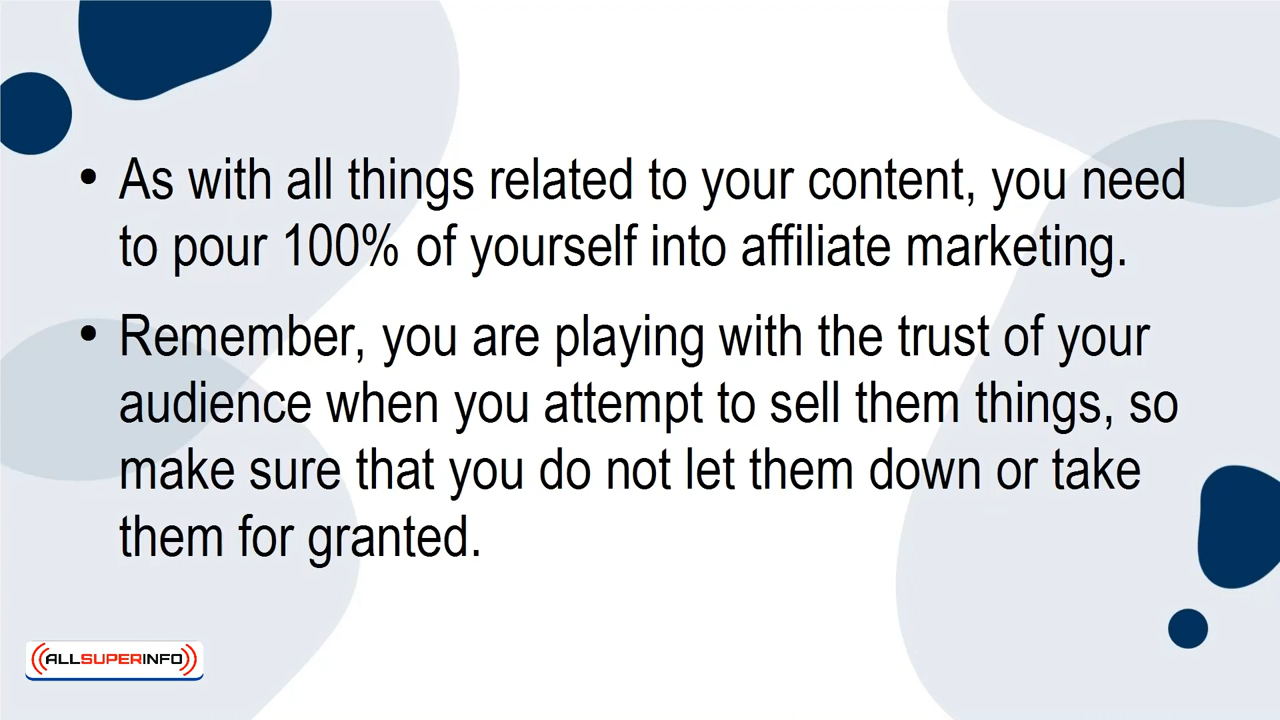 • As with all things related to your content, you need
to pour 100% of yourself into affiliate marketing.
• Remember, you are playing with the trust of your
audience when you attempt to sell them things, so
make sure that you do not let them down or take
them for granted.
ALLSUPERINFO